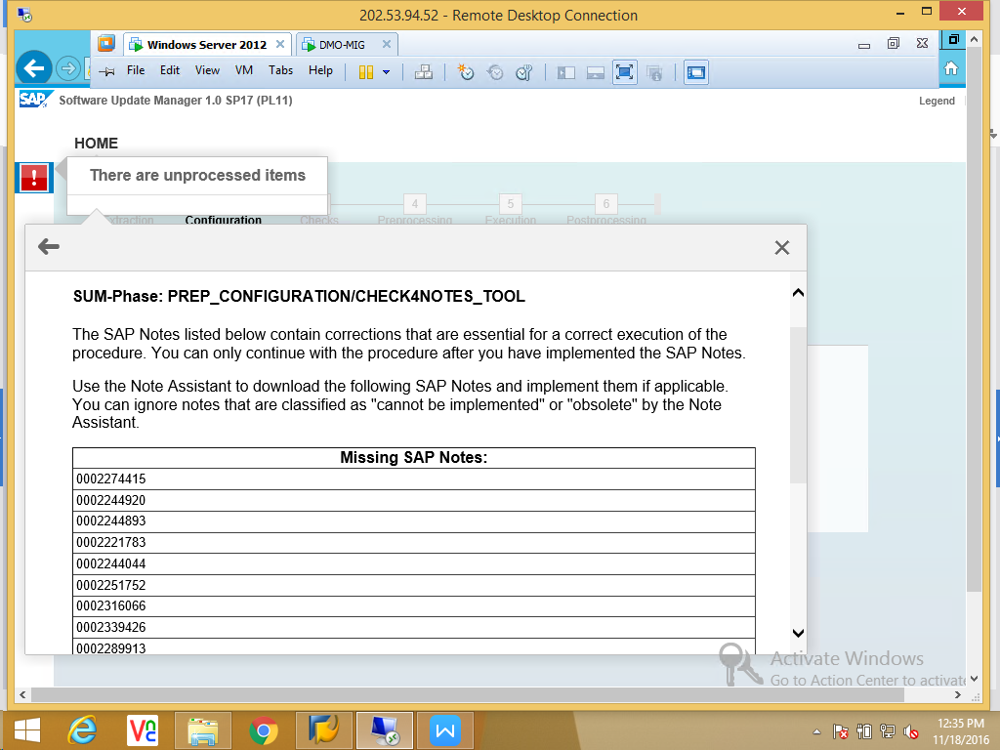 202.53.94.52 - Remote Desktop Connection
Windows Server 2012
DMO-MIG
File Edit View VM Tabs Help
SAP Software Update Manager 1.0 SP17 (PL11)
Legend
HOME
There are unprocessed items
4 5 6
traction Configuration Checks Preprocessing Execution Postprocessing
SUM-Phase: PREP_CONFIGURATION/CHECK4NOTES_TOOL
The SAP Notes listed below contain corrections that are essential for a correct execution of the
procedure. You can only continue with the procedure after you have implemented the SAP Notes.
Use the Note Assistant to download the following SAP Notes and implement them if applicable.
You can ignore notes that are classified as "cannot be implemented" or "obsolete" by the Note
Assistant.
Missing SAP Notes:
0002274415
0002244920
0002244893
0002221783
0002244044
0002251752
0002316066
0002339426
0002289913
Activate Windows
Go to Action Center to activate
12:35 PM
11/18/2016